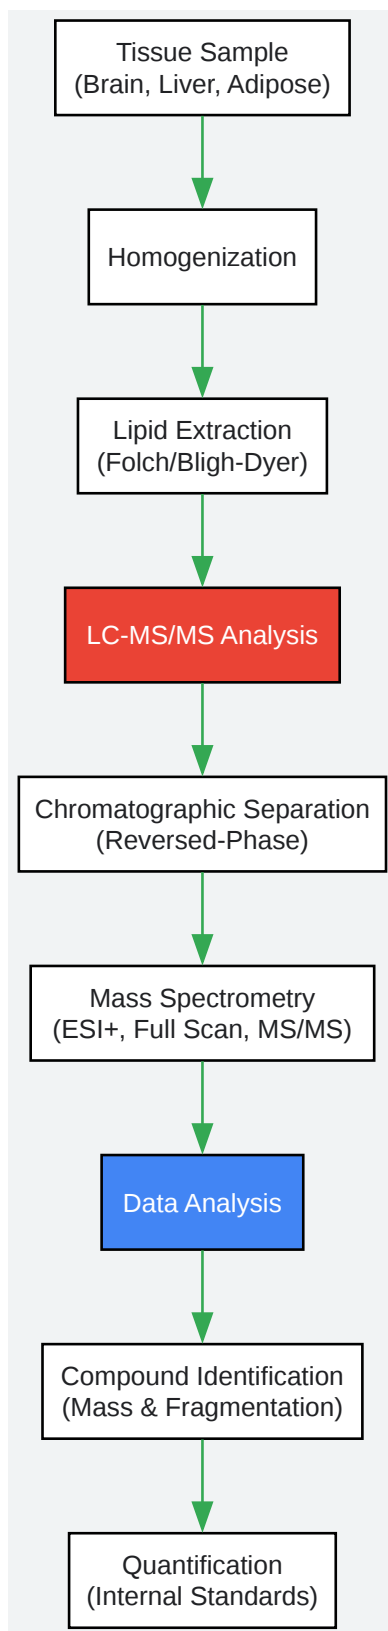 Tissue Sample
(Brain, Liver, Adipose)
Homogenization
Lipid Extraction
(Folch/Bligh-Dyer)
LC-MS/MS Analysis
Chromatographic Separation
(Reversed-Phase)
Mass Spectrometry
(ESI+, Full Scan, MS/MS)
Data Analysis
Compound Identification
(Mass & Fragmentation)
Quantification
(Internal Standards)